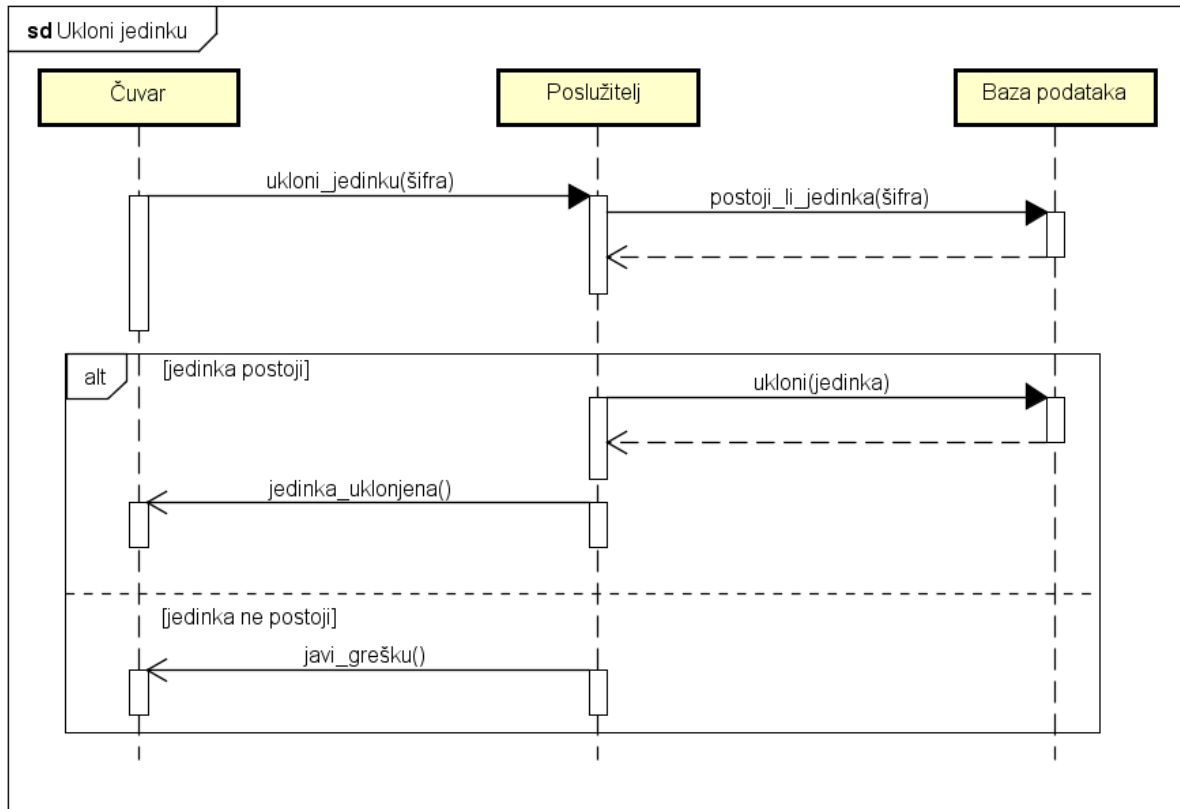 sd Ukloni jedinku
Čuvar
Poslužitelj
Baza podataka
ukloni_jedinku(šifra)
postoji_li_jedinka(šifra)
alt
[jedinka postoji]
ukloni(jedinka)
jedinka_uklonjena()
[jedinka ne postoji]
javi_grešku()